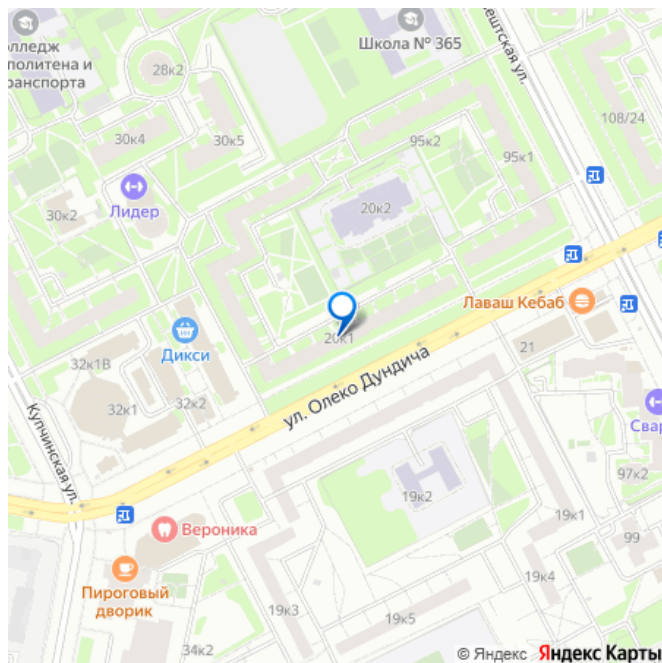 олледж
ополитена и
ранспорта
28к2
Школа № 365
ештская ул.
108/24
30к4
30к5
95к2
95к1
30к2
Лидер
20к2
Лаваш Кебаб
Дикси
20к1
21
32к1В
32к1
32к2
ул. Олеко Дундича
Купчинская ул.
Свар
97к2
19к2
19к1
99
Вероника
Пироговый
дворик
19к4
19к3
19к5
34к2
© Яндекс Яндекс Карты